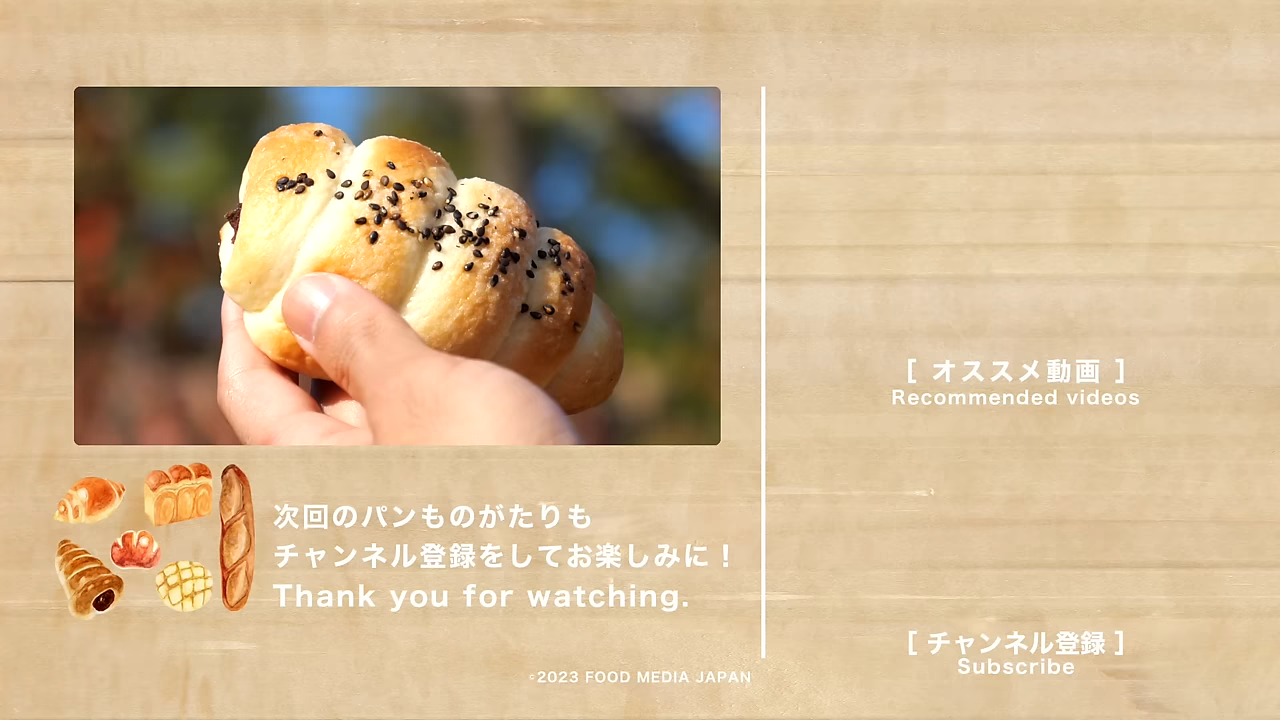 次回のパンものがたりも
チャンネル登録をしてお楽しみに！
Thank you for watching.
©2023 FOOD MEDIA JAPAN
[ オススメ動画 ]
Recommended videos
[ チャンネル登録 ]
Subscribe